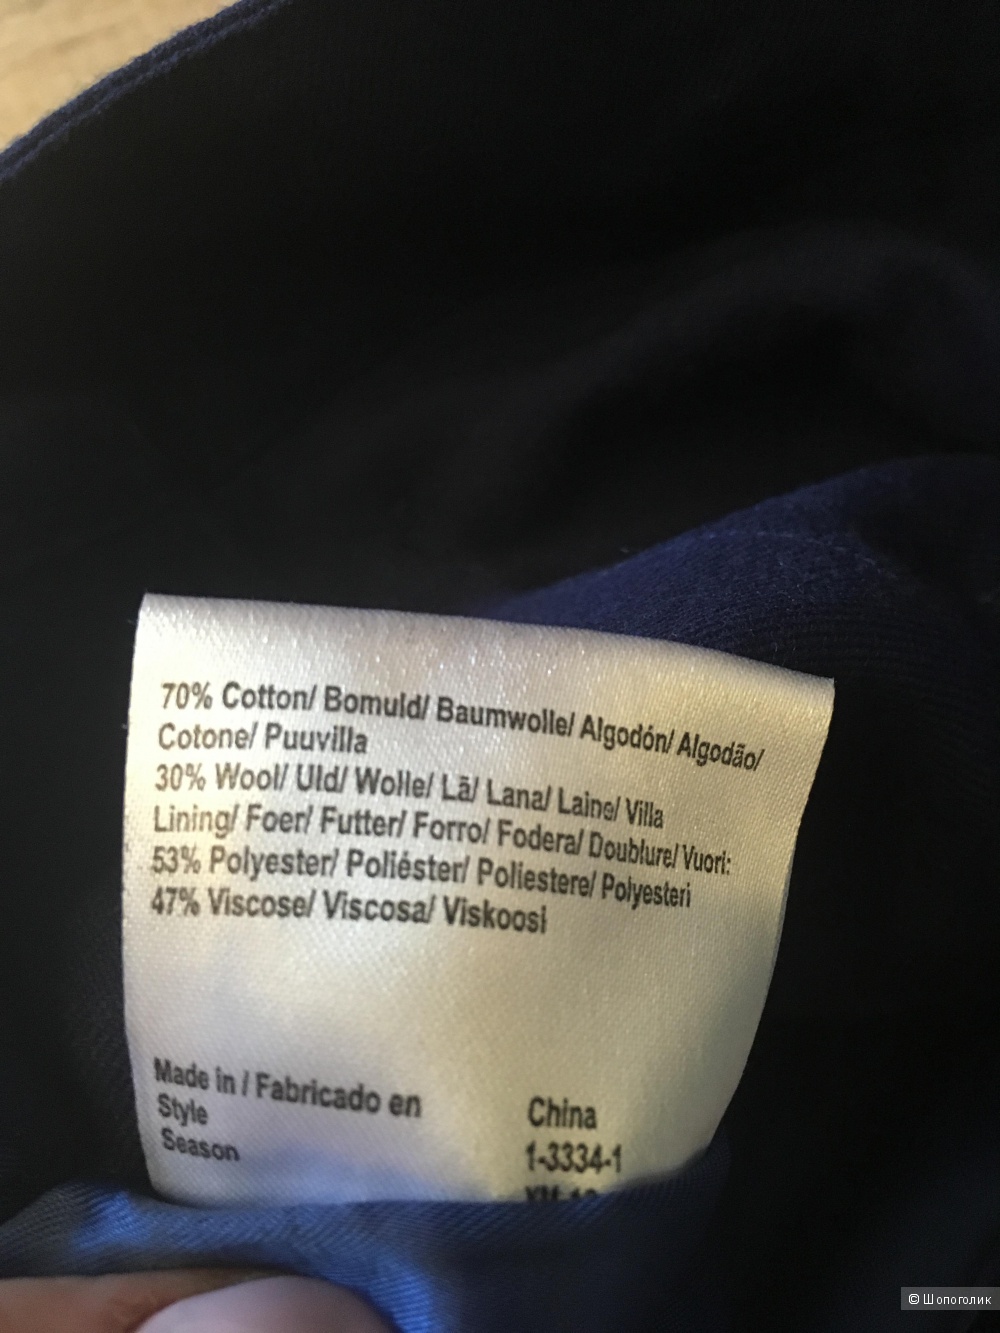 70% Cotton/ Bomuld/ Baumwolle/ Algodón/ Algodão/
Cotone/ Puuvilla
30% Wool/ Uld/ Wolle/ Lã/ Lana/ Laine/ Villa
Lining/ Foer/ Futter/ Forro/ Fodera/ Doublure/ Vuori:
53% Polyester/ Poliéster/ Poliestere/ Polyesteri
47% Viscose/ Viscosa/ Viskoosi
Made in / Fabricado en China
Style 1-3334-1
Season
© Шопоголик